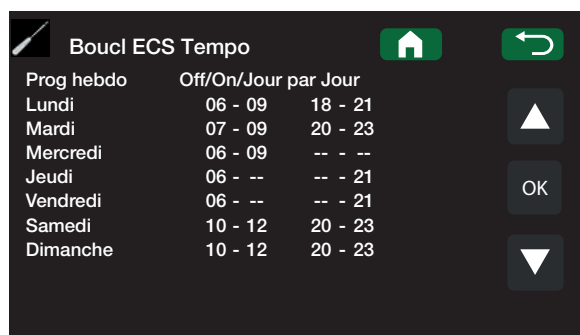 Boucl ECS Tempo
Prog hebdo Off/On/Jour par Jour
Lundi 06 - 09 18 - 21
Mardi 07 - 09 20 - 23
Mercredi 06 - 09 -- - --
Jeudi 06 - -- -- - 21
Vendredi 06 - -- -- - 21
Samedi 10 - 12 20 - 23
Dimanche 10 - 12 20 - 23
OK